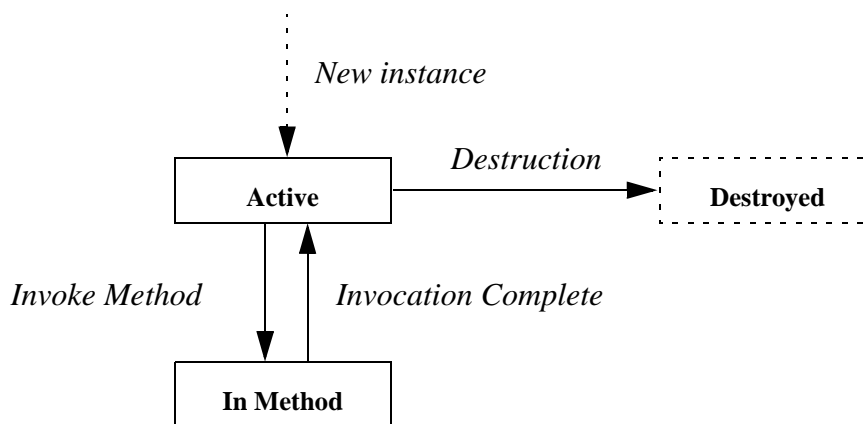 New instance
Destruction
Active
Destroyed
Invoke Method
Invocation Complete
In Method